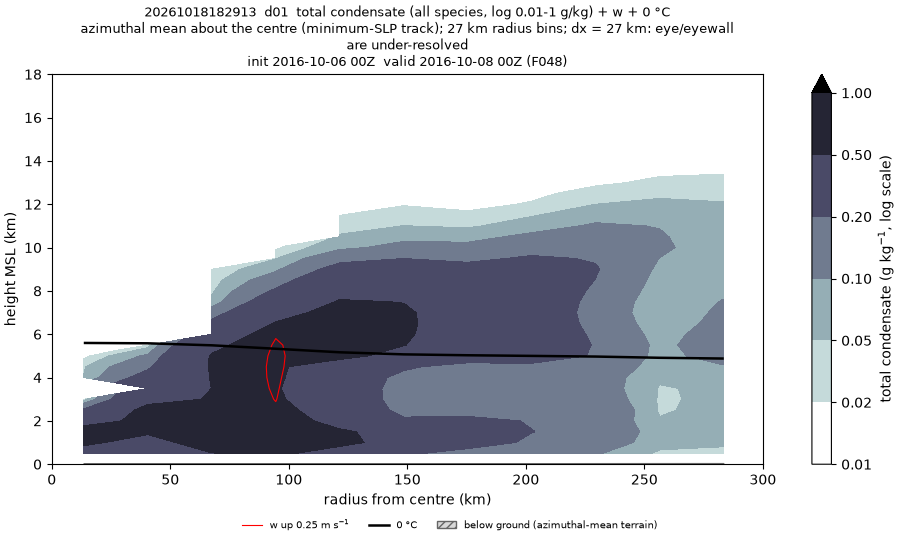 20261018182913 d01 total condensate (all species, log 0.01-1 g/kg) + w + 0 °C
azimuthal mean about the centre (minimum-SLP track); 27 km radius bins; dx = 27 km: eye/eyewall
are under-resolved
init 2016-10-06 00Z valid 2016-10-08 00Z (F048)
18
16
14
12
10
8
6
4
2
0
height MSL (km)
0 50 100 150 200 250 300
radius from centre (km)
1.00
0.50
0.20
0.10
0.05
0.02
0.01
total condensate (g kg⁻¹, log scale)
w up 0.25 m s⁻¹ 0 °C below ground (azimuthal-mean terrain)